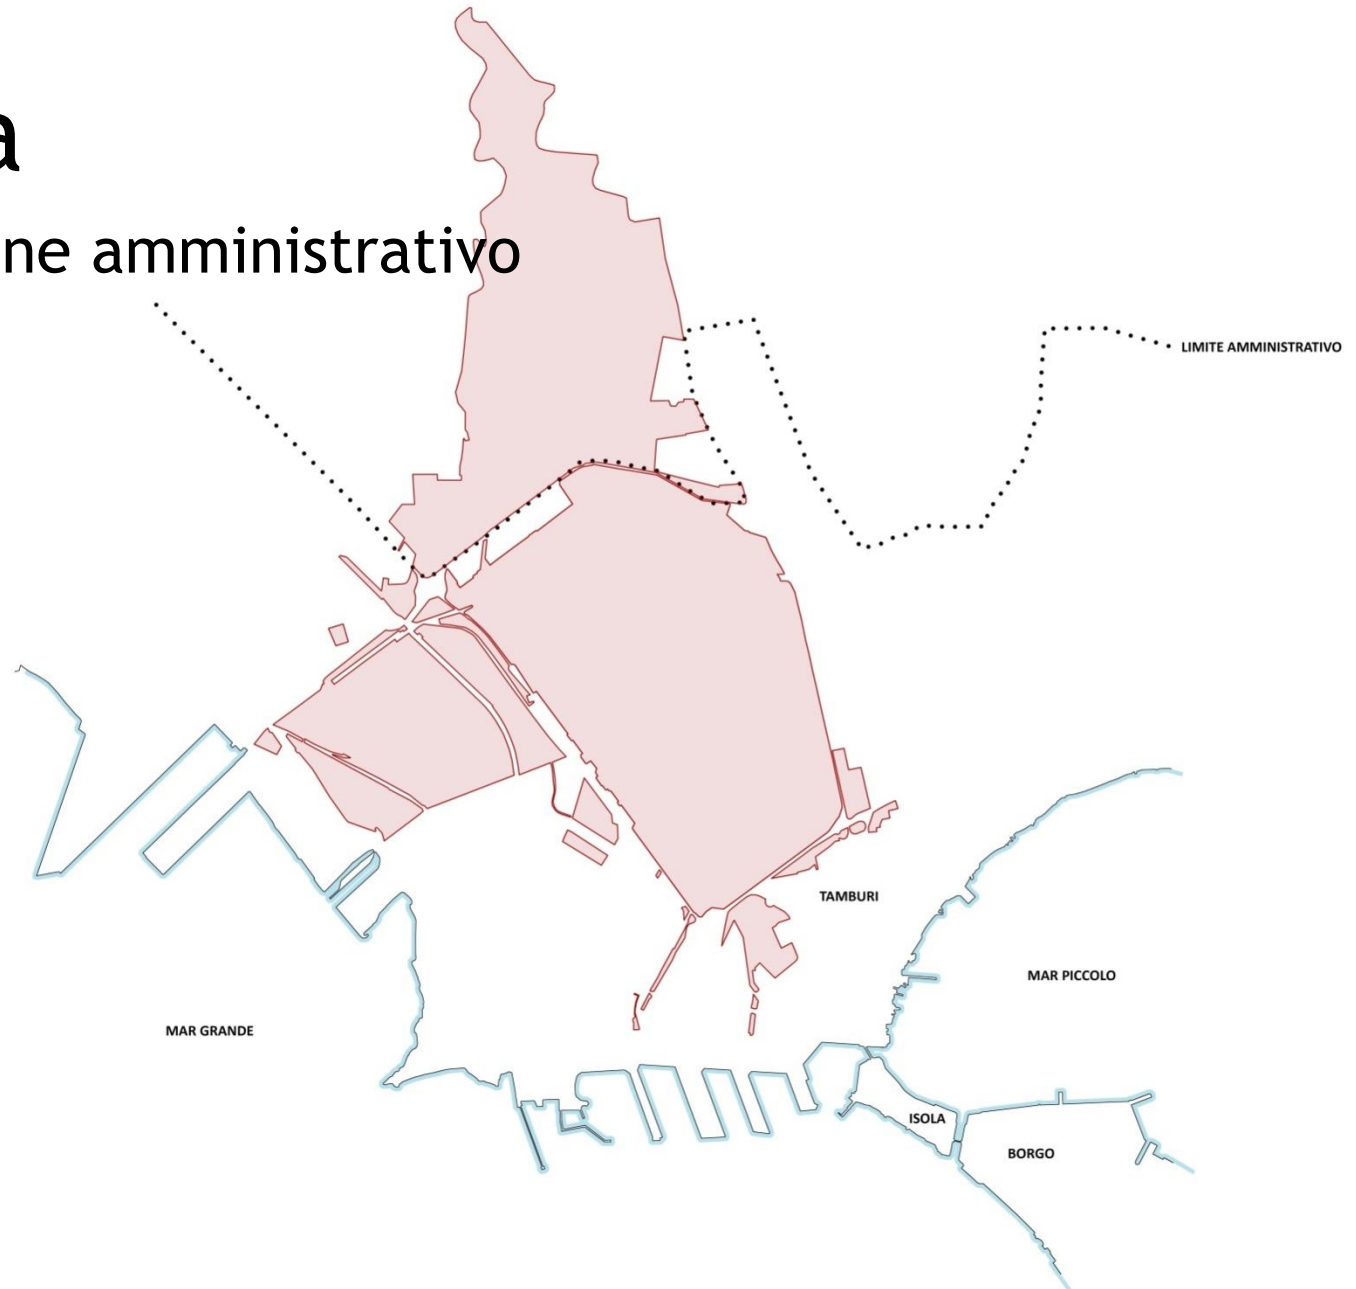 a
ne amministrativo
LIMITE AMMINISTRATIVO
TAMBURI
MAR PICCOLO
MAR GRANDE
ISOLA
BORGO